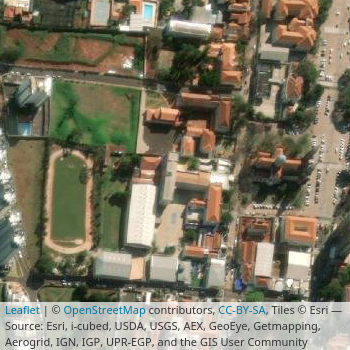 Leaflet | © OpenStreetMap contributors, CC-BY-SA, Tiles © Esri —
Source: Esri, i-cubed, USDA, USGS, AEX, GeoEye, Getmapping,
Aerogrid, IGN, IGP, UPR-EGP, and the GIS User Community